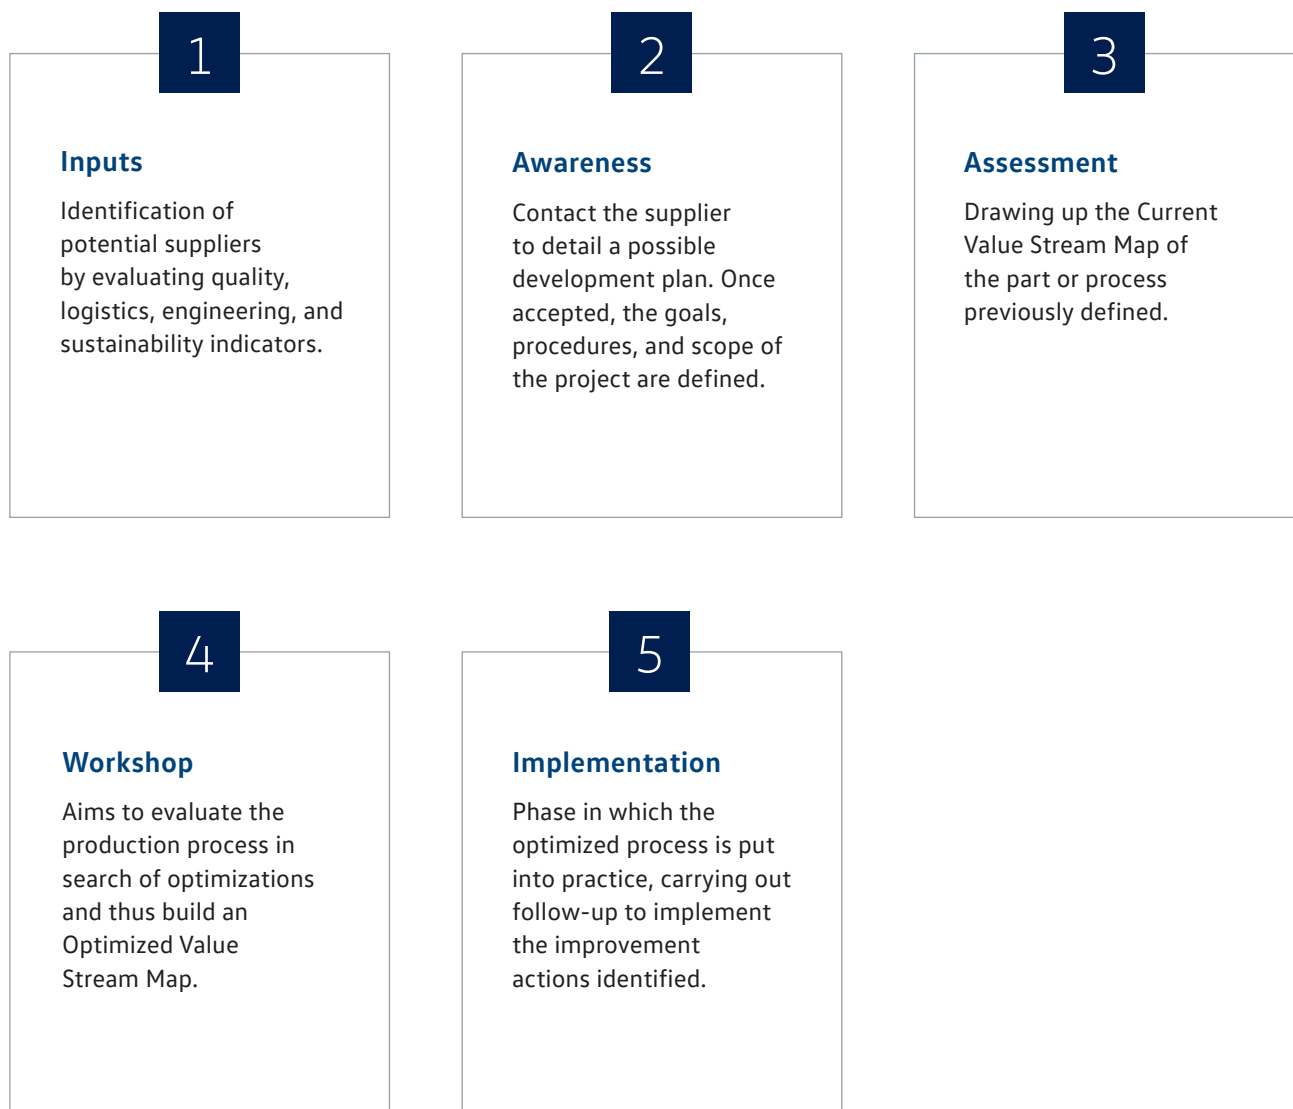 1
Inputs
Identification of
potential suppliers
by evaluating quality,
logistics, engineering, and
sustainability indicators.
2
Awareness
Contact the supplier
to detail a possible
development plan. Once
accepted, the goals,
procedures, and scope of
the project are defined.
3
Assessment
Drawing up the Current
Value Stream Map of
the part or process
previously defined.
4
Workshop
Aims to evaluate the
production process in
search of optimizations
and thus build an
Optimized Value
Stream Map.
5
Implementation
Phase in which the
optimized process is put
into practice, carrying out
follow-up to implement
the improvement
actions identified.